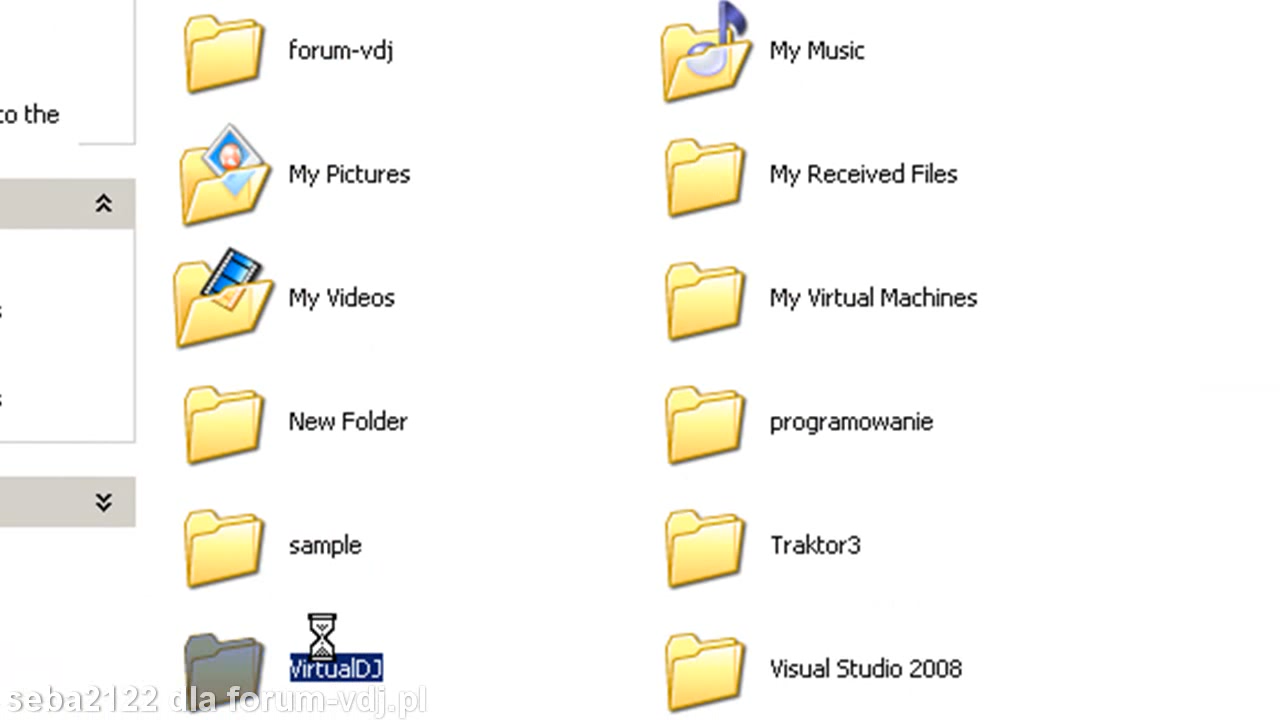 forum-vdj
My Music
to the
My Pictures
My Received Files
My Videos
My Virtual Machines
New Folder
programowanie
sample
Traktor3
VirtualDJ
Visual Studio 2008
seba2122 dla forum-vdj.pl